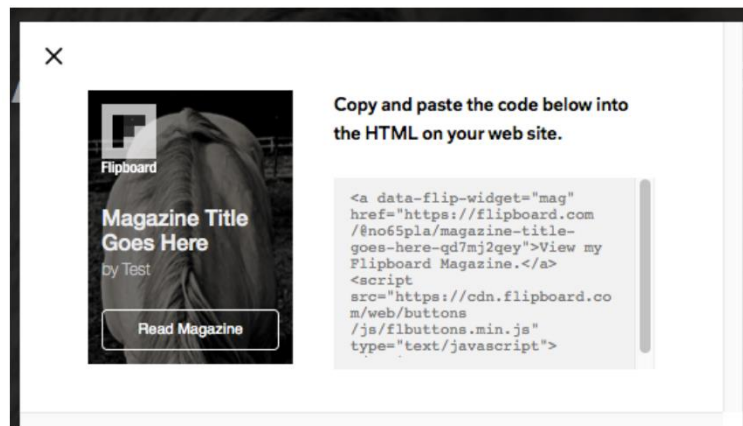 Flipboard
Magazine Title
Goes Here
by Test
Read Magazine
Copy and paste the code below into
the HTML on your web site.
<a data-flip-widget="mag"
href="https://flipboard.com
/@no65pla/magazine-title-
goes-here-qd7mj2qey">View my
Flipboard Magazine.</a>
<script
src="https://cdn.flipboard.co
m/web/buttons
/js/flbuttons.min.js"
type="text/javascript">